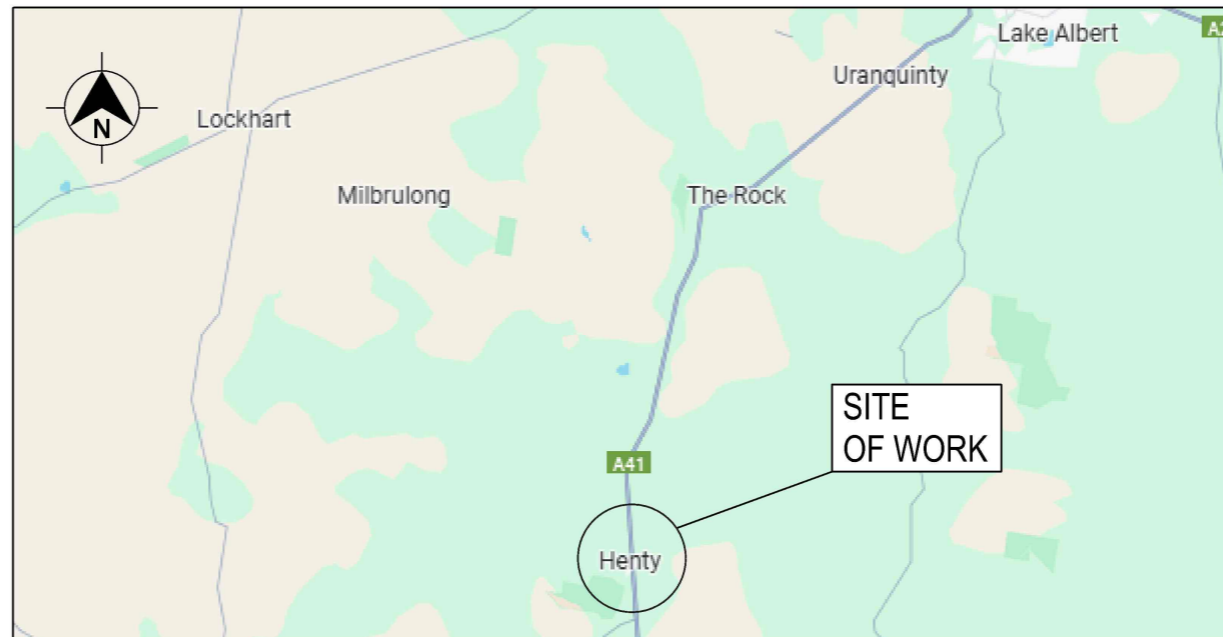 Lake Albert
Uranquinty
N
Lockhart
Milbrulong
The Rock
SITE
OF WORK
A41
Henty